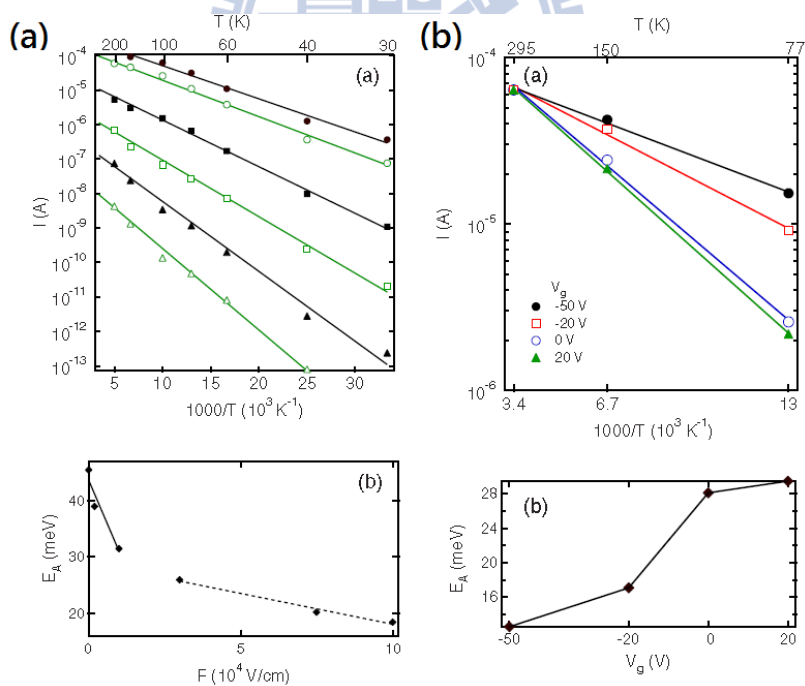 (a)
T (K)
200 100 60 40 30
(a)
10^-4
10^-5
10^-6
10^-7
10^-8
10^-9
10^-10
10^-11
10^-12
10^-13
I (A)
5 10 15 20 25 30
1000/T (10^3 K^-1)
(b)
40
30
20
E_A (meV)
0 5 10
F (10^4 V/cm)
(b)
T (K)
295 150 77
(a)
10^-4
10^-5
10^-6
I (A)
V_g
-50 V
-20 V
0 V
20 V
3.4 6.7 13
1000/T (10^3 K^-1)
(b)
28
24
20
16
E_A (meV)
-50 -20 0 20
V_g (V)